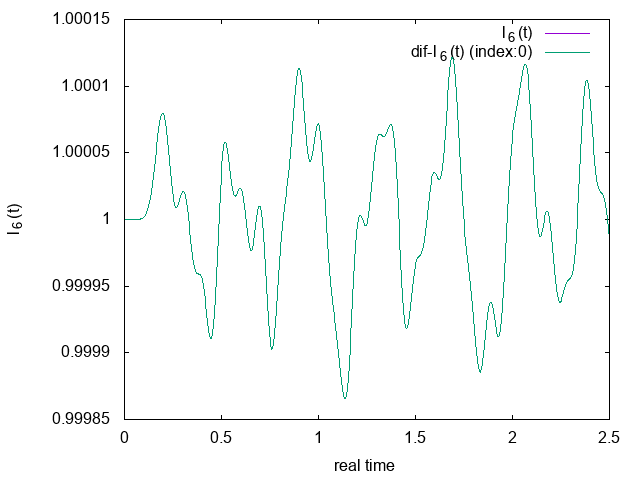 1.00015
I6(t)
dif-I6(t) (index:0)
1.0001
1.00005
1
0.99995
0.9999
0.99985
I6(t)
0 0.5 1 1.5 2 2.5
real time